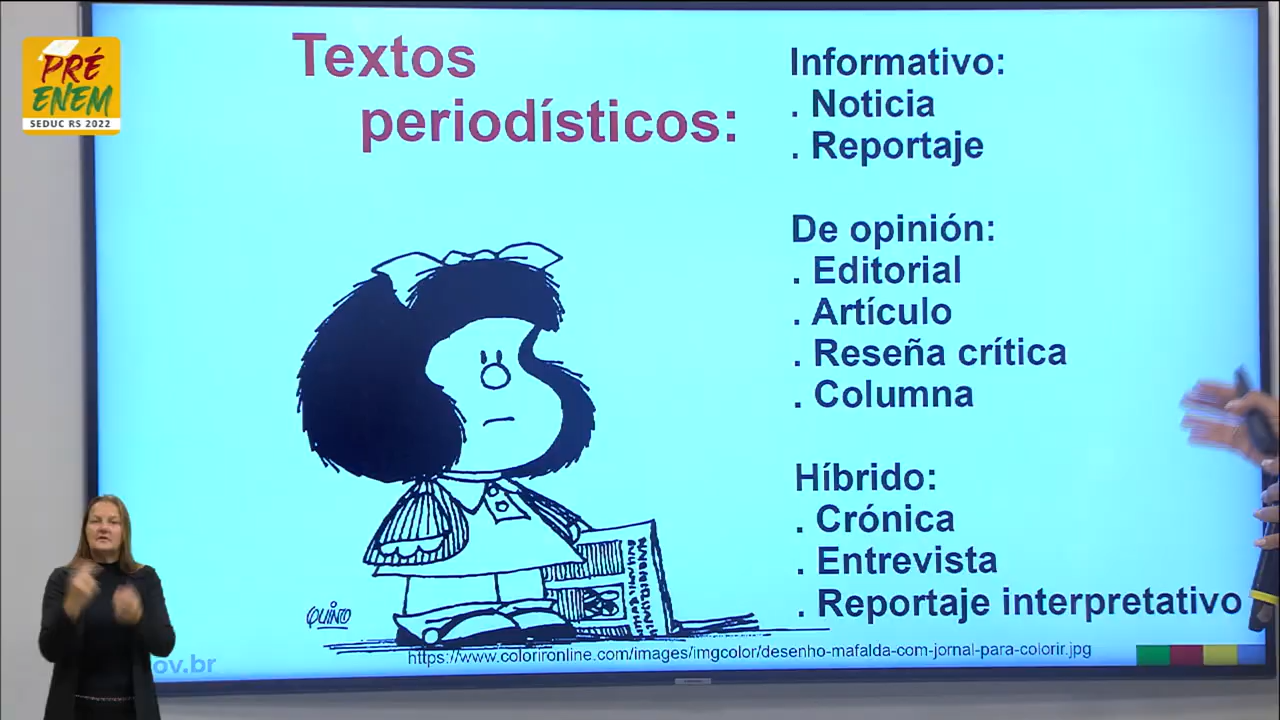 PRÉ
ENEM
SEDUC RS 2022
Textos
periodísticos:
Informativo:
. Noticia
. Reportaje
De opinión:
. Editorial
. Artículo
. Reseña crítica
. Columna
Híbrido:
. Crónica
. Entrevista
. Reportaje interpretativo
QUINO
https://www.colorironline.com/images/imgcolor/desenho-mafalda-com-jornal-para-colorir.jpg
ov.br